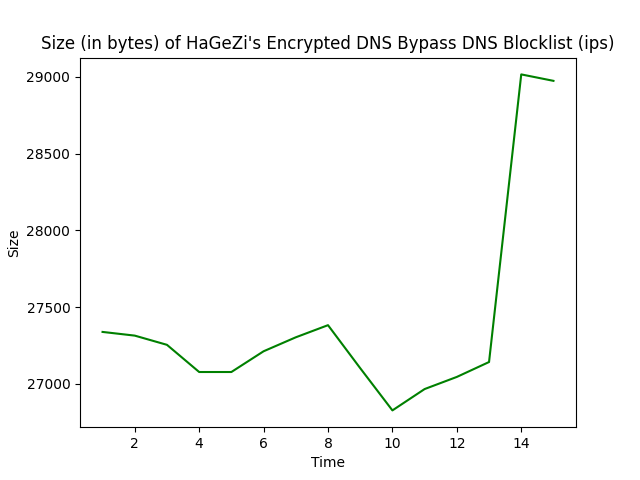 Size (in bytes) of HaGeZi's Encrypted DNS Bypass DNS Blocklist (ips)
29000
28500
28000
27500
27000
Size
2 4 6 8 10 12 14
Time